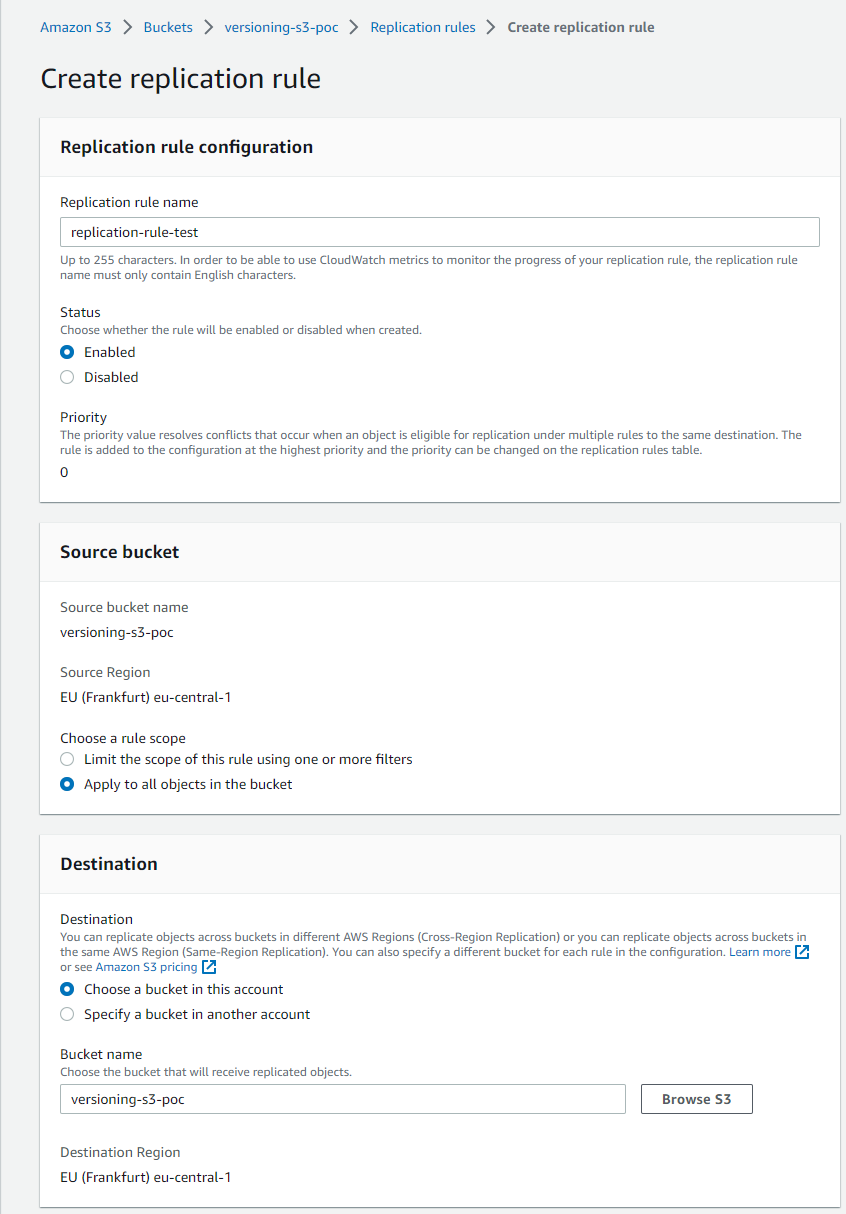 Amazon S3 > Buckets > versioning-s3-poc > Replication rules > Create replication rule
Create replication rule
Replication rule configuration
Replication rule name
replication-rule-test
Up to 255 characters. In order to be able to use CloudWatch metrics to monitor the progress of your replication rule, the replication rule
name must only contain English characters.
Status
Choose whether the rule will be enabled or disabled when created.
Enabled
Disabled
Priority
The priority value resolves conflicts that occur when an object is eligible for replication under multiple rules to the same destination. The
rule is added to the configuration at the highest priority and the priority can be changed on the replication rules table.
0
Source bucket
Source bucket name
versioning-s3-poc
Source Region
EU (Frankfurt) eu-central-1
Choose a rule scope
Limit the scope of this rule using one or more filters
Apply to all objects in the bucket
Destination
Destination
You can replicate objects across buckets in different AWS Regions (Cross-Region Replication) or you can replicate objects across buckets in
the same AWS Region (Same-Region Replication). You can also specify a different bucket for each rule in the configuration. Learn more
or see Amazon S3 pricing
Choose a bucket in this account
Specify a bucket in another account
Bucket name
Choose the bucket that will receive replicated objects.
versioning-s3-poc
Browse S3
Destination Region
EU (Frankfurt) eu-central-1